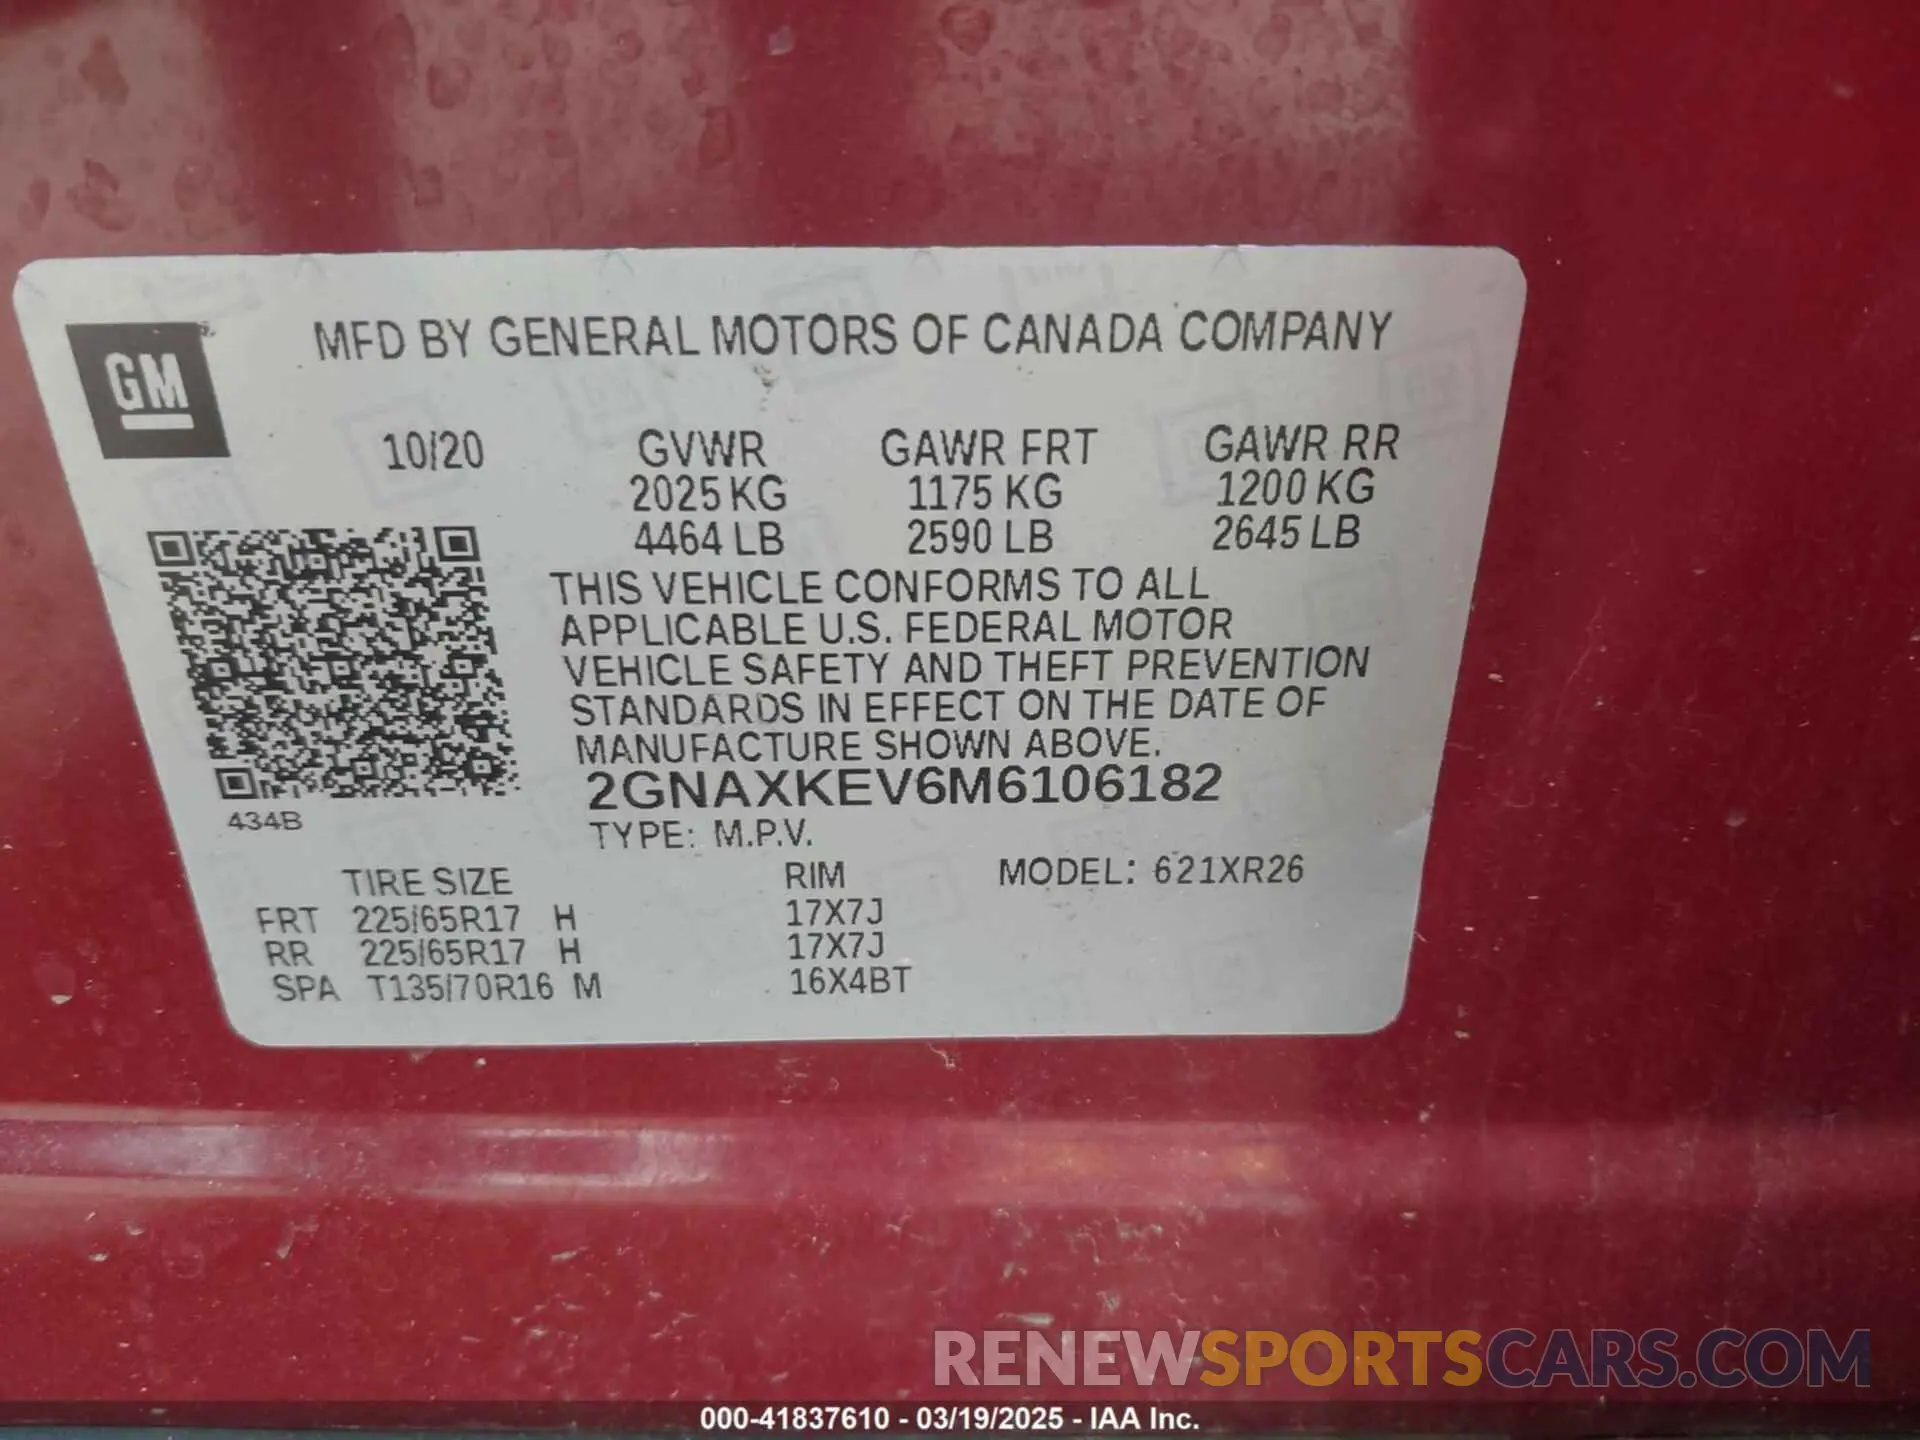 GM
MFD BY GENERAL MOTORS OF CANADA COMPANY
10/20 GVWR GAWR FRT GAWR RR
2025 KG 1175 KG 1200 KG
4464 LB 2590 LB 2645 LB
THIS VEHICLE CONFORMS TO ALL
APPLICABLE U.S. FEDERAL MOTOR
VEHICLE SAFETY AND THEFT PREVENTION
STANDARDS IN EFFECT ON THE DATE OF
MANUFACTURE SHOWN ABOVE.
2GNAXKEV6M6106182
434B
TYPE: M.P.V.
TIRE SIZE RIM MODEL: 621XR26
FRT 225/65R17 H 17X7J
RR 225/65R17 H 17X7J
SPA T135/70R16 M 16X4BT
RENEWSPORTSCARS.COM
000-41837610 - 03/19/2025 - IAA Inc.